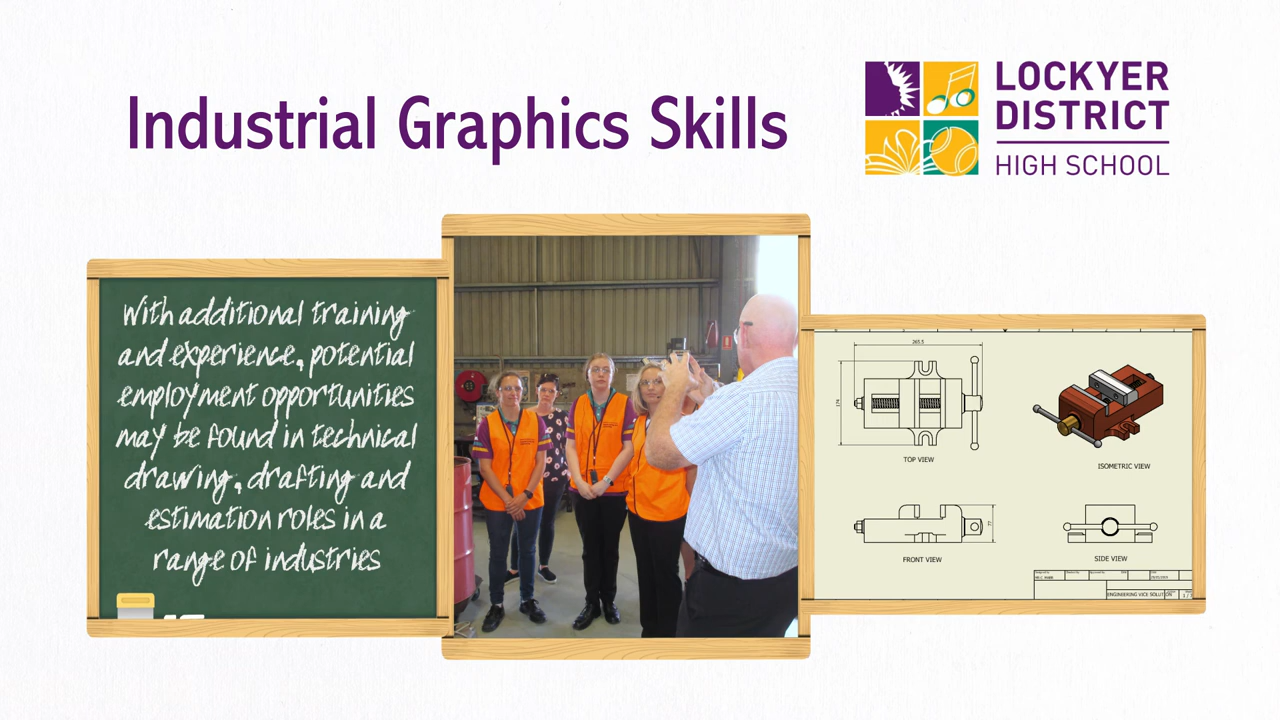 Industrial Graphics Skills
LOCKYER
DISTRICT
HIGH SCHOOL
With additional training
and experience, potential
employment opportunities
may be found in technical
drawing, drafting and
estimation roles in a
range of industries
265.5
174
TOP VIEW
ISOMETRIC VIEW
77
FRONT VIEW
SIDE VIEW
ENGINEERING VICE SOLUTION